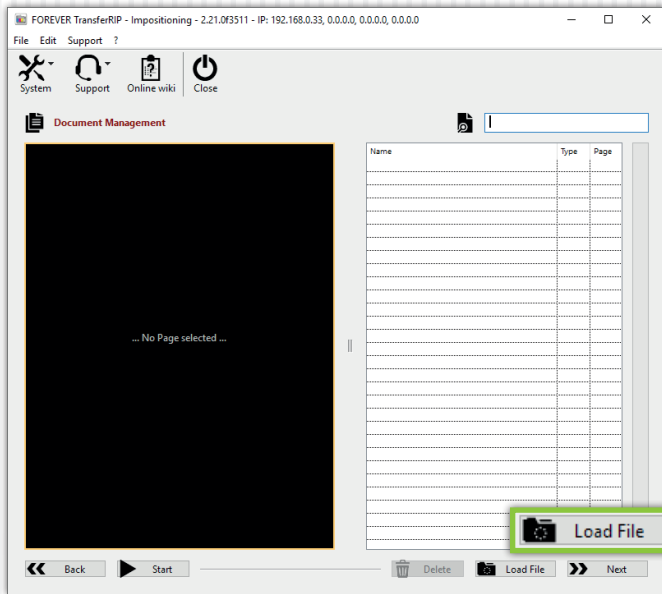 FOREVER TransferRIP - Impositioning - 2.21.0f3511 - IP: 192.168.0.33, 0.0.0.0, 0.0.0.0, 0.0.0.0
File Edit Support ?
System Support Online wiki Close
Document Management
Name Type Page
... No Page selected ...
Load File
Back Start Delete Load File Next